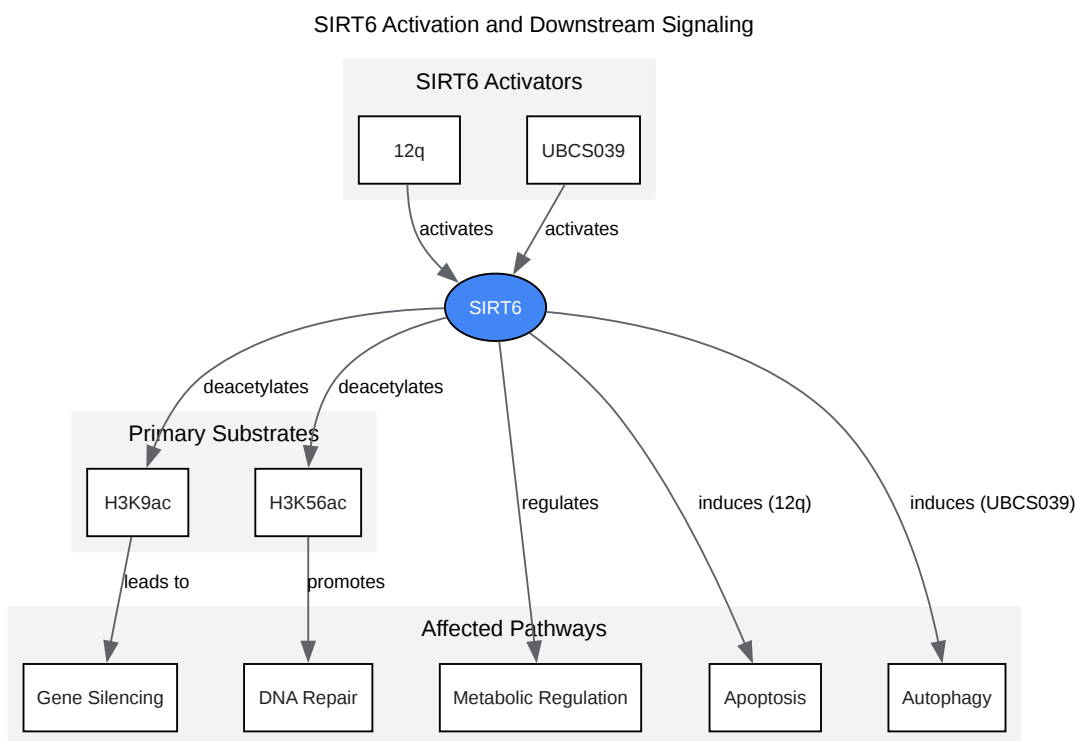 SIRT6 Activation and Downstream Signaling
SIRT6 Activators
12q
UBCS039
activates
activates
SIRT6
deacetylates
deacetylates
Primary Substrates
H3K9ac
H3K56ac
regulates
induces (12q)
induces (UBCS039)
leads to
promotes
Affected Pathways
Gene Silencing
DNA Repair
Metabolic Regulation
Apoptosis
Autophagy